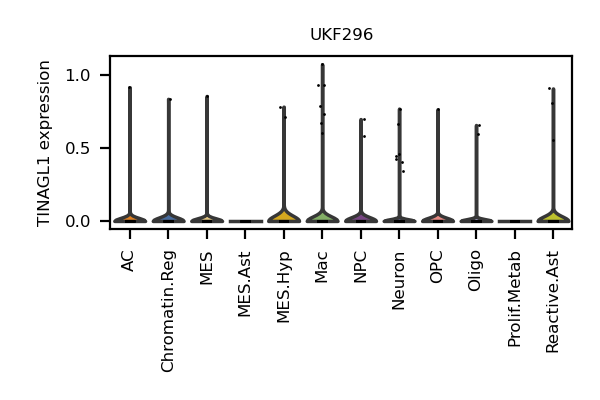 UKF296
TINAGL1 expression
1.0
0.5
0.0
AC
Chromatin.Reg
MES
MES.Ast
MES.Hyp
Mac
NPC
Neuron
OPC
Oligo
Prolif.Metab
Reactive.Ast